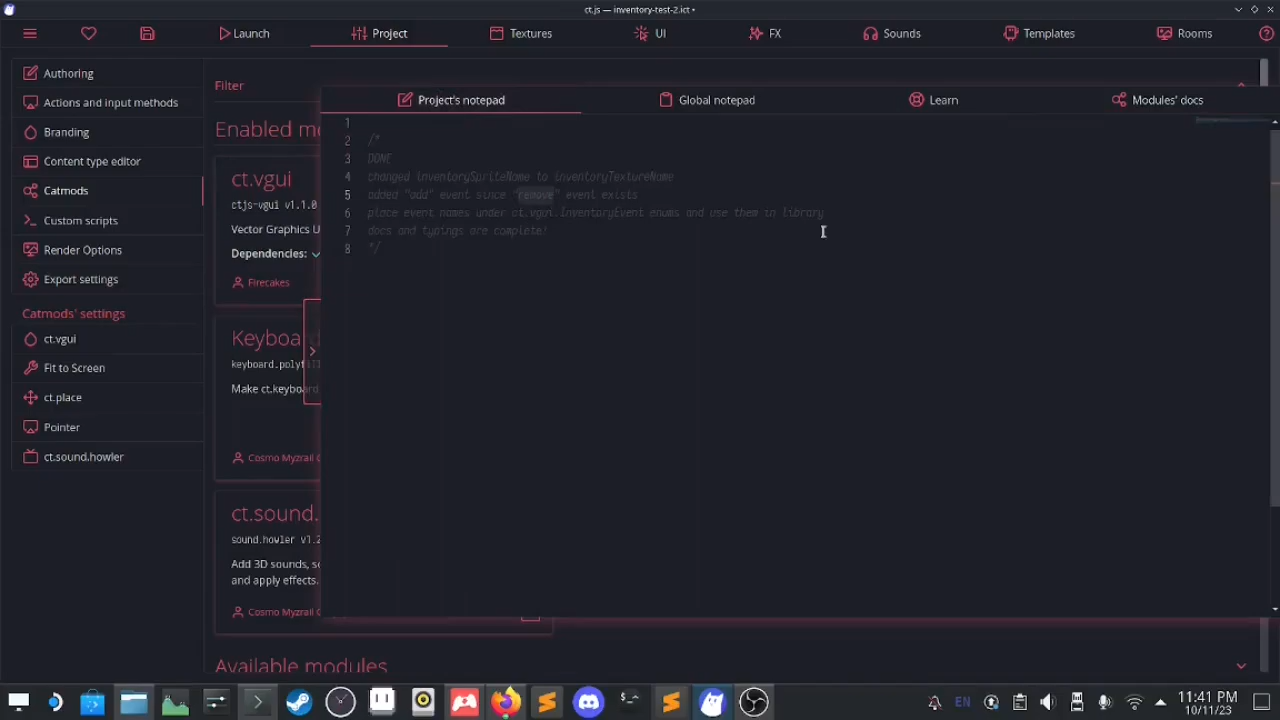 ct.js — inventory-test-2.ict •
Launch
Project
Textures
UI
FX
Sounds
Templates
Rooms
Authoring
Actions and input methods
Branding
Content type editor
Catmods
Custom scripts
Render Options
Export settings
Catmods' settings
ct.vgui
Fit to Screen
ct.place
Pointer
ct.sound.howler
Filter
Enabled mo
ct.vgui
ctjs-vgui v1.1.0
Vector Graphics U
Dependencies:
Firecakes
Keyboa
keyboard.polyfill
Make ct.keyboard
Cosmo Myzrail
ct.sound.
sound.howler v1.2
Add 3D sounds, s
and apply effects.
Cosmo Myzrail
Available modules
Project's notepad
Global notepad
Learn
Modules' docs
1
2 /*
3 DONE
4 changed inventorySpriteName to inventoryTextureName
5 added "add" event since "remove" event exists
6 place event names under ct.vgui.InventoryEvent enums and use them in library
7 docs and typings are complete!
8 */
EN
11:41 PM
10/11/23